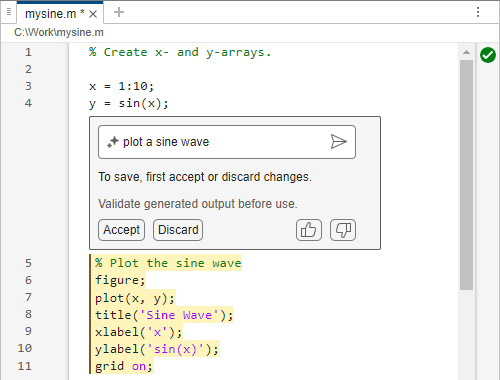 mysine.m *
C:\Work\mysine.m
1 % Create x- and y-arrays.
2
3 x = 1:10;
4 y = sin(x);
plot a sine wave
To save, first accept or discard changes.
Validate generated output before use.
Accept Discard
5 % Plot the sine wave
6 figure;
7 plot(x, y);
8 title('Sine Wave');
9 xlabel('x');
10 ylabel('sin(x)');
11 grid on;